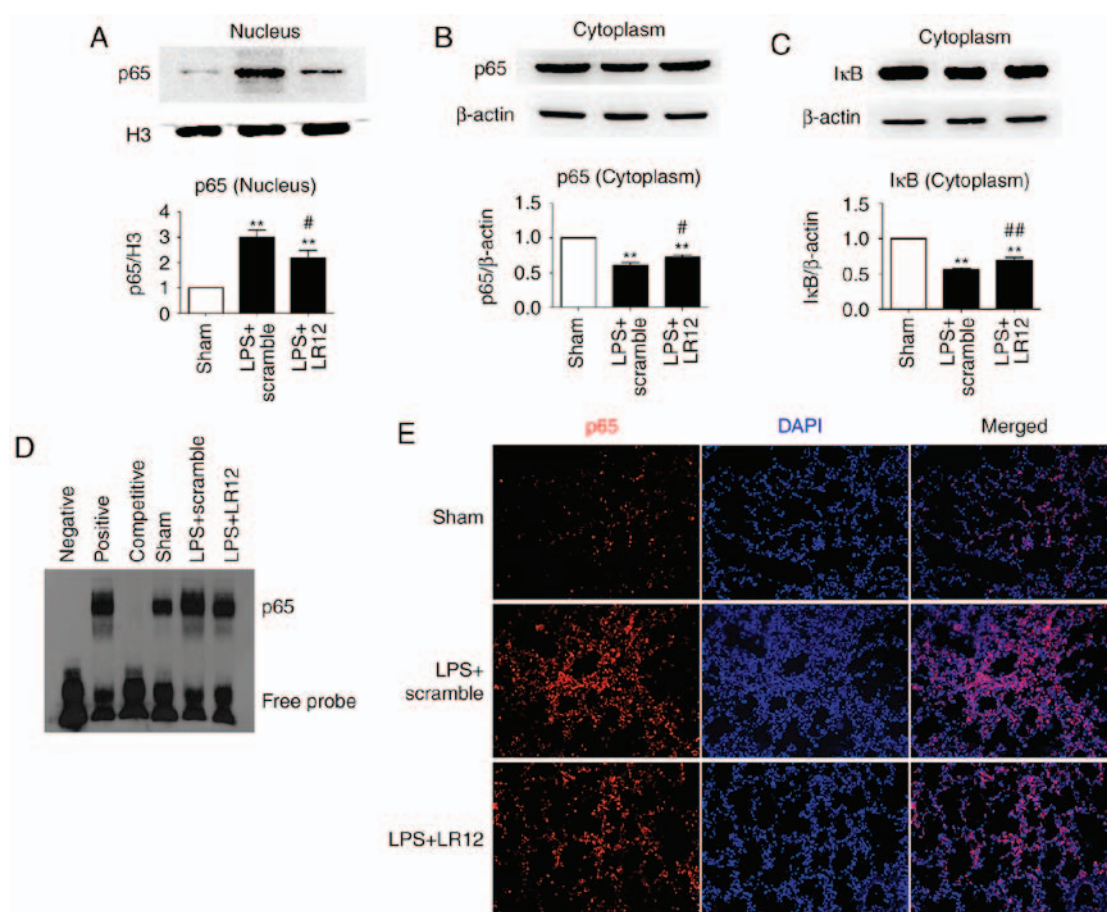 A
Nucleus
p65
H3
p65 (Nucleus)
p65/H3
4
3
2
1
0
**
#
**
Sham
LPS+
scramble
LPS+
LR12
B
Cytoplasm
p65
β-actin
p65 (Cytoplasm)
p65/β-actin
1.5
1.0
0.5
0.0
**
#
**
Sham
LPS+
scramble
LPS+
LR12
C
Cytoplasm
IκB
β-actin
IκB (Cytoplasm)
IκB/β-actin
1.5
1.0
0.5
0.0
**
##
**
Sham
LPS+
scramble
LPS+
LR12
D
Negative
Positive
Competitive
Sham
LPS+scramble
LPS+LR12
p65
Free probe
E
p65
DAPI
Merged
Sham
LPS+
scramble
LPS+LR12